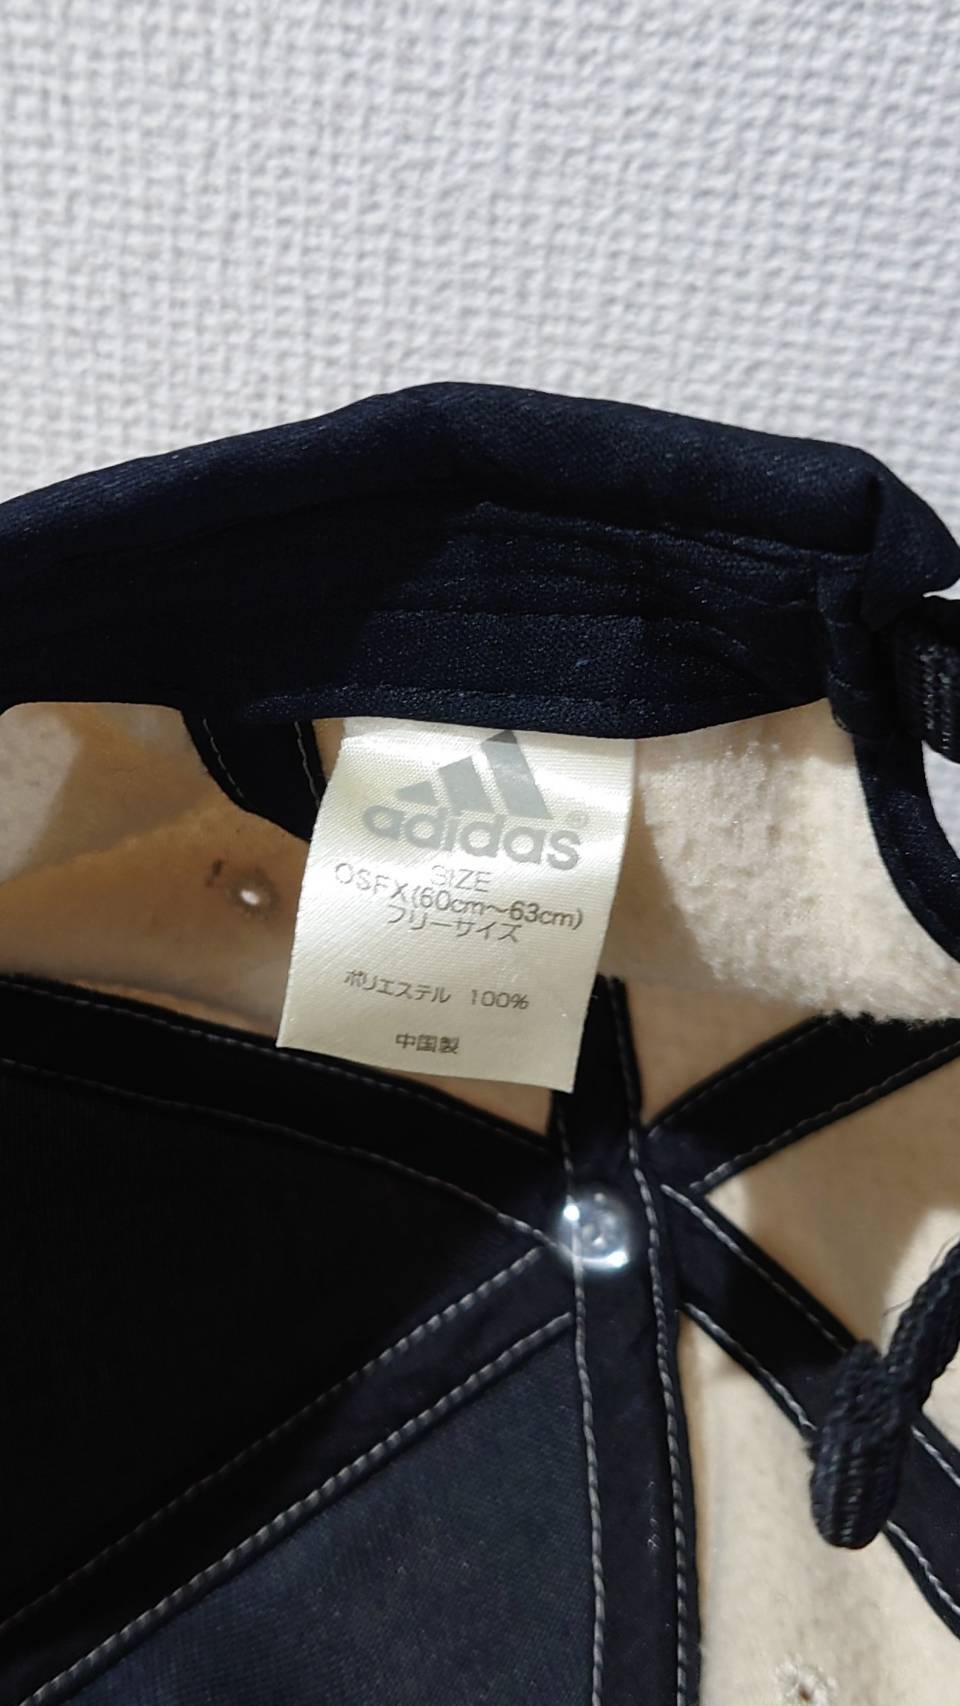 adidas®
SIZE
OSFX(60cm～63cm)
フリーサイズ
ポリエステル 100%
中国製